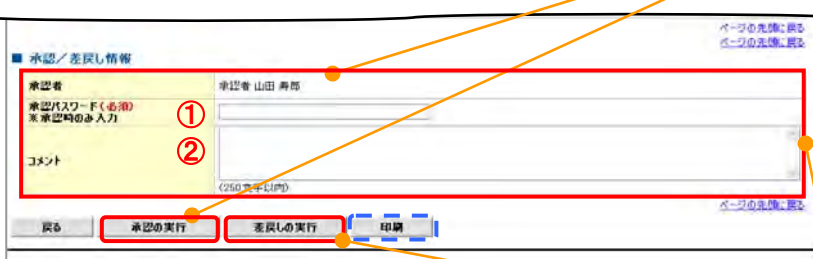 ページの先頭に戻る
ページの先頭に戻る
■ 承認／差戻し情報
承認者 承認者 山田 寿郎
承認パスワード(必須) ①
※承認時のみ入力
②
コメント
(250文字以内)
ページの先頭に戻る
戻る 承認の実行 差戻しの実行 印刷